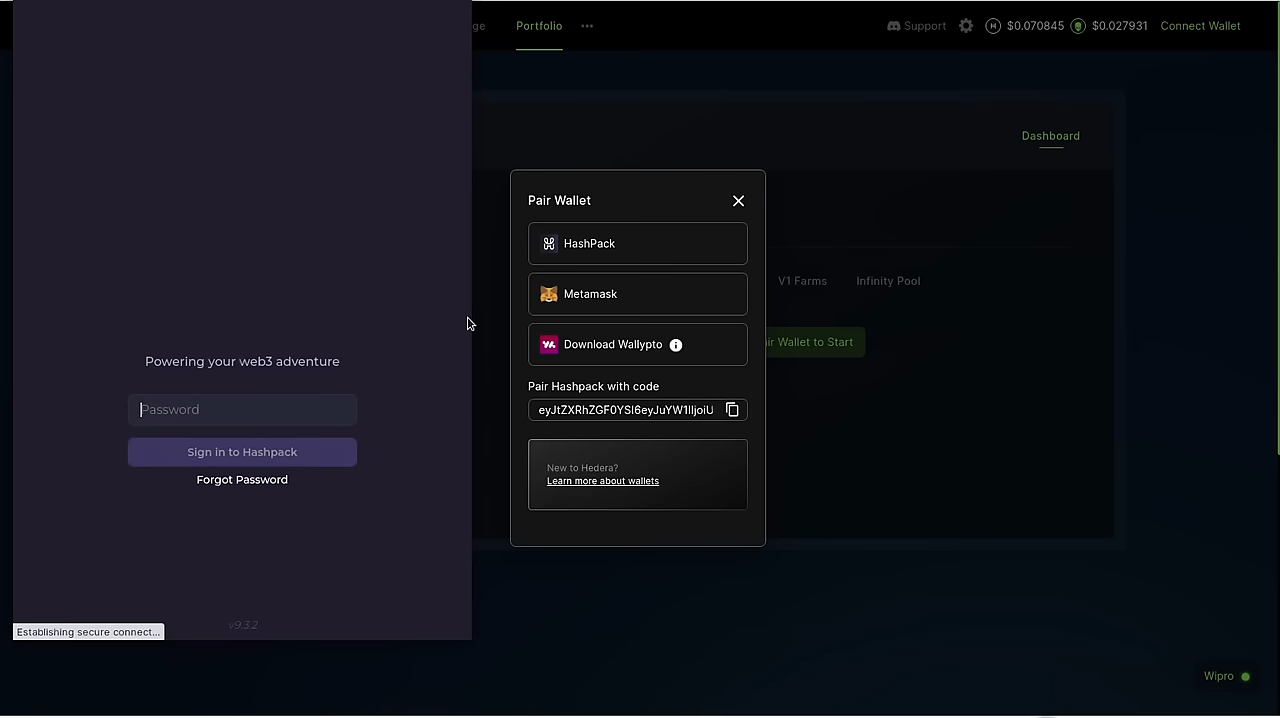 ge
Portfolio
Support
$0.070845
$0.027931
Connect Wallet
Dashboard
Pair Wallet
HashPack
Metamask
V1 Farms
Infinity Pool
Download Wallypto
ir Wallet to Start
Powering your web3 adventure
Pair Hashpack with code
Password
Sign in to Hashpack
New to Hedera?
Forgot Password
Learn more about wallets
v9.3.2
Establishing secure connect...
Wipro